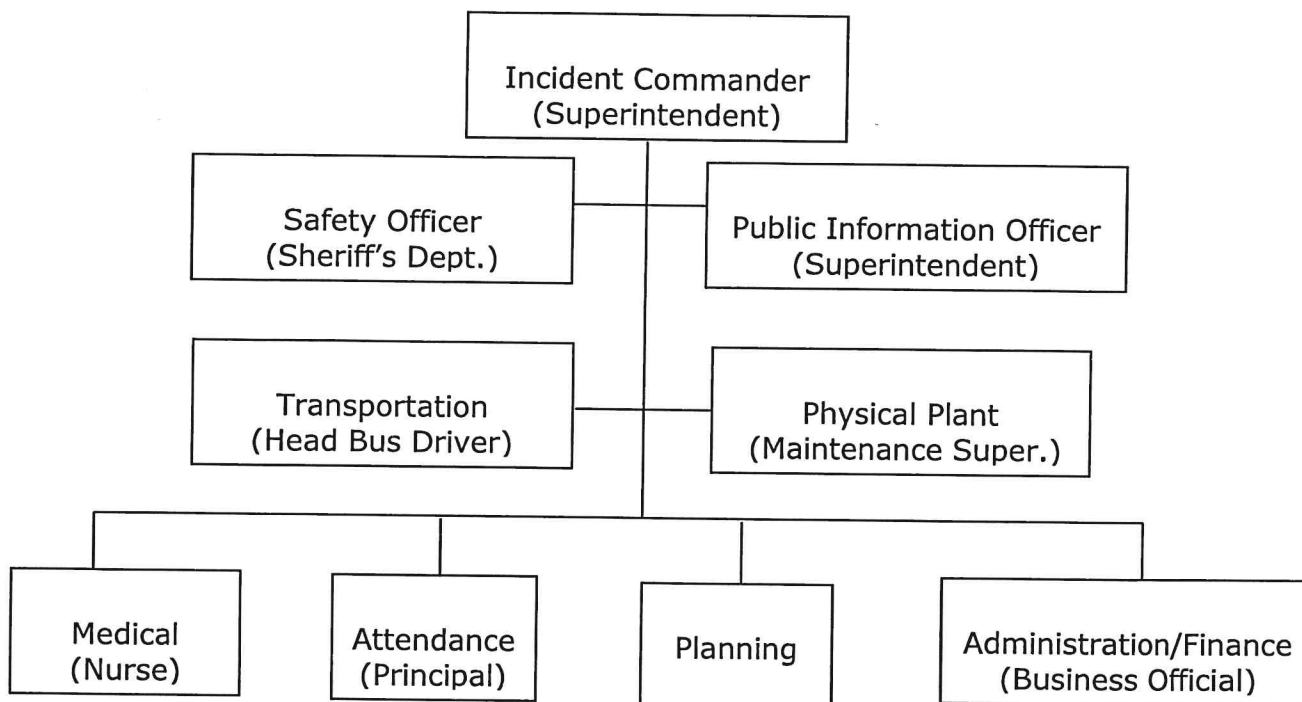 Incident Commander
(Superintendent)
Safety Officer
(Sheriff's Dept.)
Public Information Officer
(Superintendent)
Transportation
(Head Bus Driver)
Physical Plant
(Maintenance Super.)
Medical
(Nurse)
Attendance
(Principal)
Planning
Administration/Finance
(Business Official)